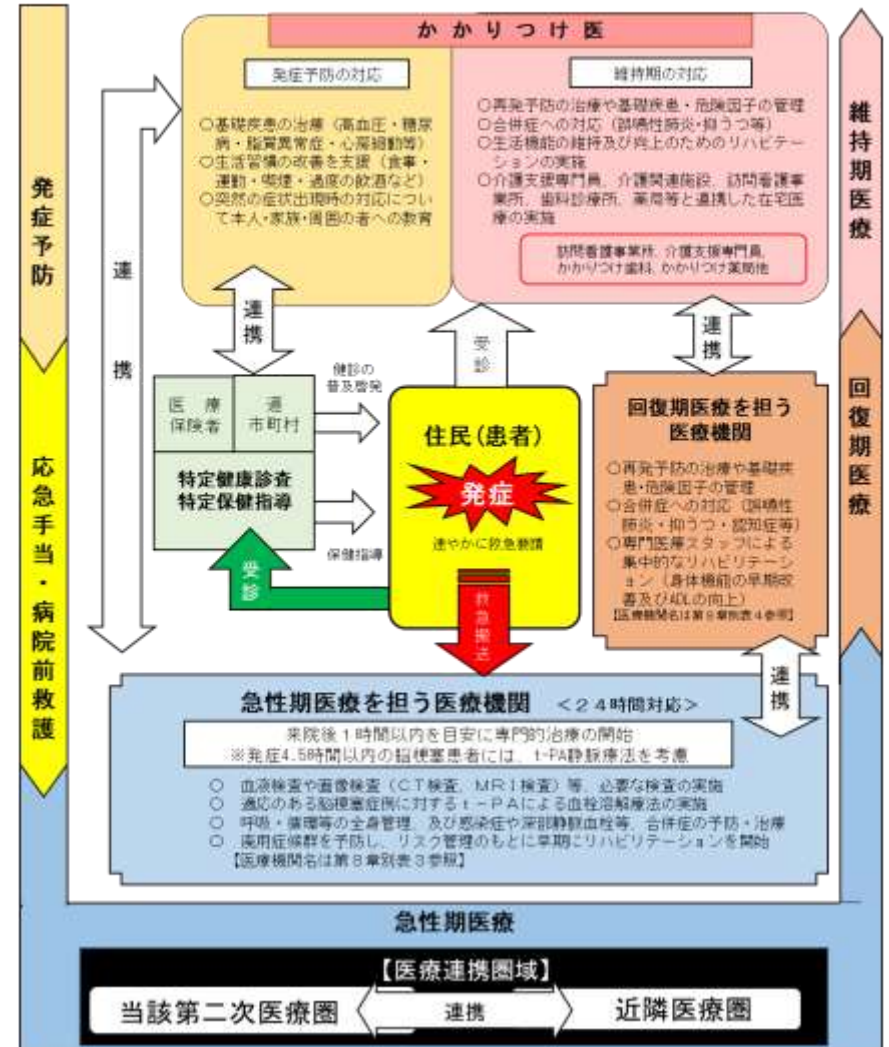 かかりつけ医
発症予防の対応
○基礎疾患の治療（高血圧・糖尿
病・脂質異常症・心房細動等）
○生活習慣の改善を支援（食事・
運動・喫煙・過度の飲酒など）
○突然の症状出現時の対応につい
て本人・家族・周囲の者への教育
維持期の対応
○再発予防の治療や基礎疾患・危険因子の管理
○合併症への対応（誤嚥性肺炎・抑うつ等）
○生活機能の維持及び向上のためのリハビリテー
ションの実施
○介護支援専門員、介護関連施設、訪問看護事
業所、歯科診療所、薬局等と連携した在宅医
療の実施
訪問看護事業所、介護支援専門員、
かかりつけ歯科、かかりつけ薬局他
発症予防
応急手当・病院前救護
維持期医療
回復期医療
連携
連携
受診
連携
医療
保険者
道
市町村
特定健康診査
特定保健指導
健診の
普及啓発
保健指導
受診
住民(患者)
発症
速やかに救急要請
救急搬送
回復期医療を担う
医療機関
○再発予防の治療や基礎疾
患・危険因子の管理
○合併症への対応（誤嚥性
肺炎・抑うつ・認知症等）
○専門医療スタッフによる
集中的なリハビリテーシ
ョン（身体機能の早期改
善及びADLの向上）
【医療機関名は第８章別表４参照】
連携
急性期医療を担う医療機関 ＜２４時間対応＞
来院後１時間以内を目安に専門的治療の開始
※発症4.5時間以内の脳梗塞患者には、t-PA静脈療法を考慮
○ 血液検査や画像検査（ＣＴ検査、ＭＲＩ検査）等、必要な検査の実施
○ 適応のある脳梗塞症例に対するｔ－ＰＡによる血栓溶解療法の実施
○ 呼吸・循環等の全身管理、及び感染症や深部静脈血栓等、合併症の予防・治療
○ 廃用症候群を予防し、リスク管理のもとに早期にリハビリテーションを開始
【医療機関名は第８章別表３参照】
急性期医療
【医療連携圏域】
当該第二次医療圏
連携
近隣医療圏